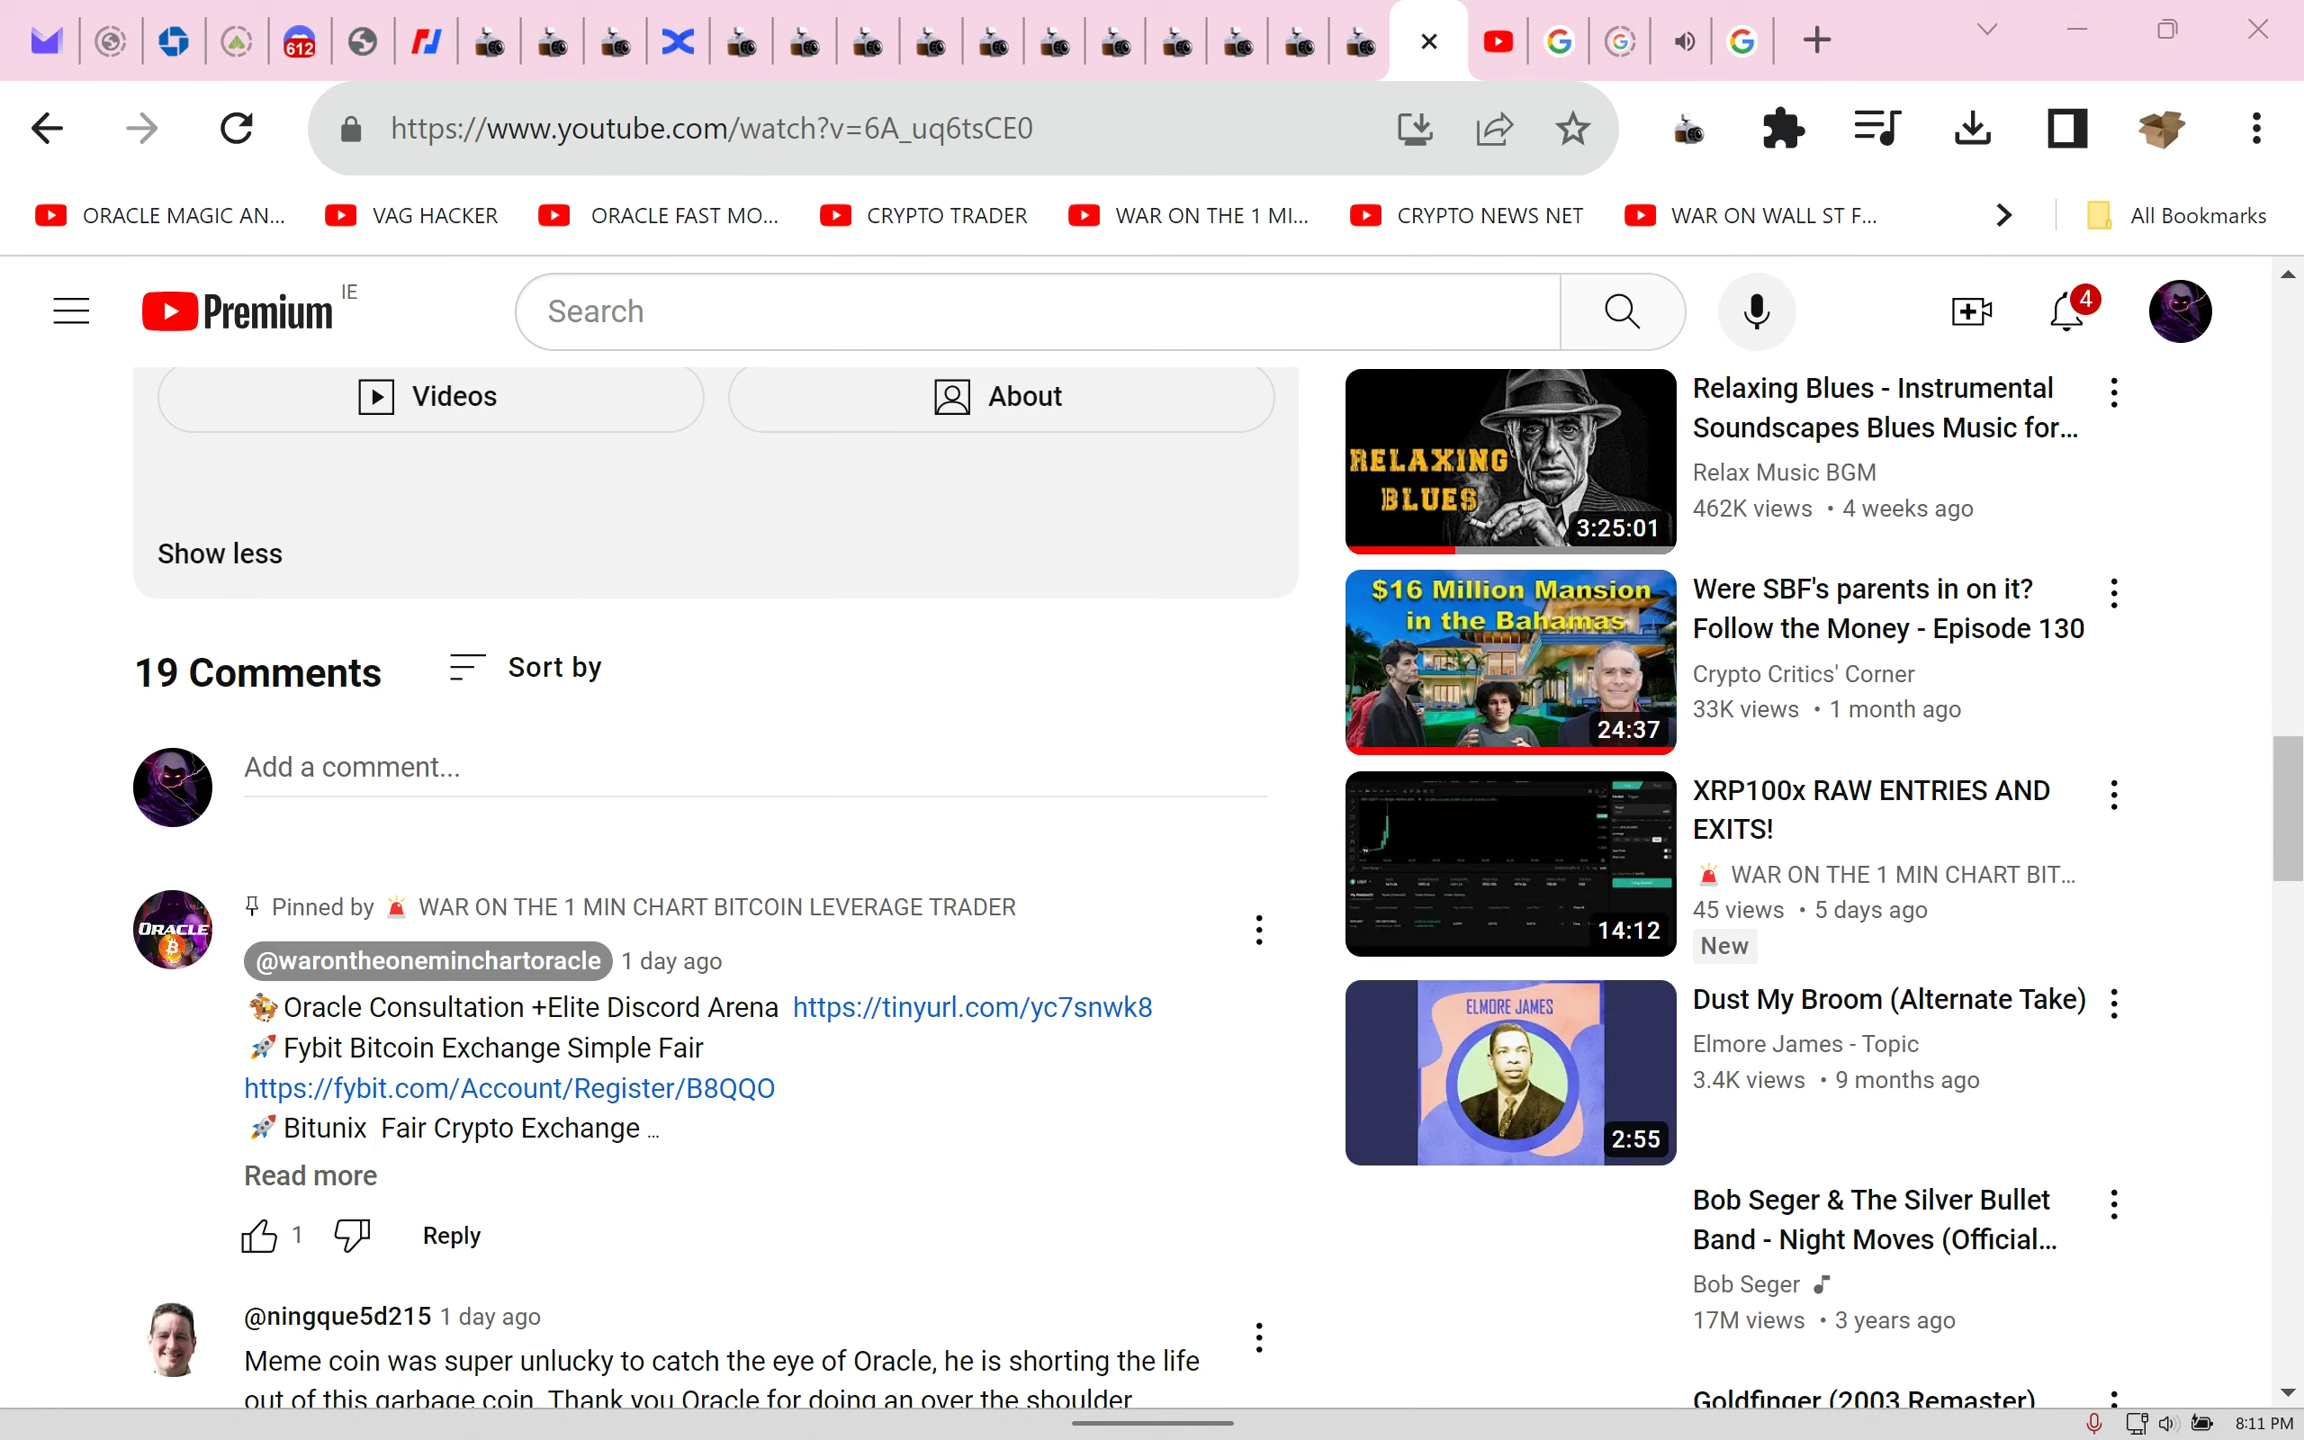 612
https://www.youtube.com/watch?v=6A_uq6tsCE0
ORACLE MAGIC AN...
VAG HACKER
ORACLE FAST MO...
CRYPTO TRADER
WAR ON THE 1 MI...
CRYPTO NEWS NET
WAR ON WALL ST F...
All Bookmarks
Premium IE
Search
4
Videos
About
Show less
19 Comments
Sort by
Add a comment...
Pinned by 🚨 WAR ON THE 1 MIN CHART BITCOIN LEVERAGE TRADER
ORACLE
@warontheoneminchartoracle 1 day ago
🏇 Oracle Consultation +Elite Discord Arena https://tinyurl.com/yc7snwk8
🚀 Fybit Bitcoin Exchange Simple Fair
https://fybit.com/Account/Register/B8QQO
🚀 Bitunix Fair Crypto Exchange ...
Read more
1
Reply
@ningque5d215 1 day ago
Meme coin was super unlucky to catch the eye of Oracle, he is shorting the life
out of this garbage coin. Thank you Oracle for doing an over the shoulder
RELAXING
BLUES
3:25:01
Relaxing Blues - Instrumental
Soundscapes Blues Music for...
Relax Music BGM
462K views • 4 weeks ago
$16 Million Mansion
in the Bahamas
24:37
Were SBF's parents in on it?
Follow the Money - Episode 130
Crypto Critics' Corner
33K views • 1 month ago
14:12
XRP100x RAW ENTRIES AND
EXITS!
🚨 WAR ON THE 1 MIN CHART BIT...
45 views • 5 days ago
New
ELMORE JAMES
2:55
Dust My Broom (Alternate Take)
Elmore James - Topic
3.4K views • 9 months ago
Bob Seger & The Silver Bullet
Band - Night Moves (Official...
Bob Seger
17M views • 3 years ago
Goldfinger (2003 Remaster)
8:11 PM